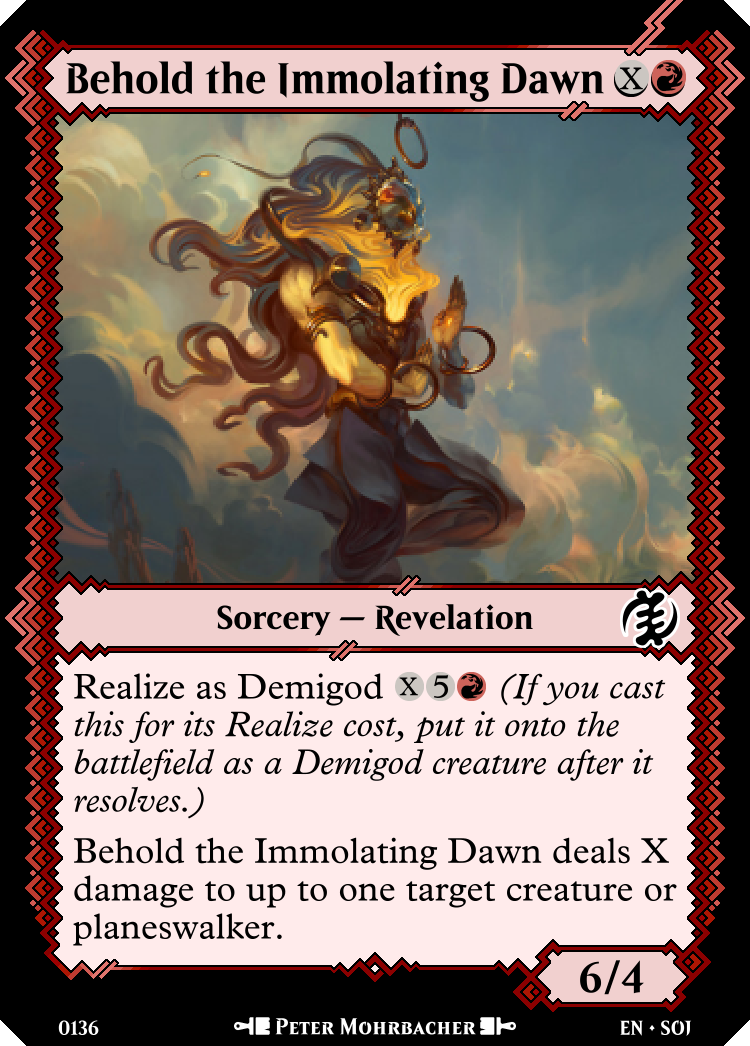 Behold the Immolating Dawn X
Sorcery — Revelation
Realize as Demigod X 5 (If you cast
this for its Realize cost, put it onto the
battlefield as a Demigod creature after it
resolves.)
Behold the Immolating Dawn deals X
damage to up to one target creature or
planeswalker.
6/4
0136 Peter Mohrbacher EN • SOI